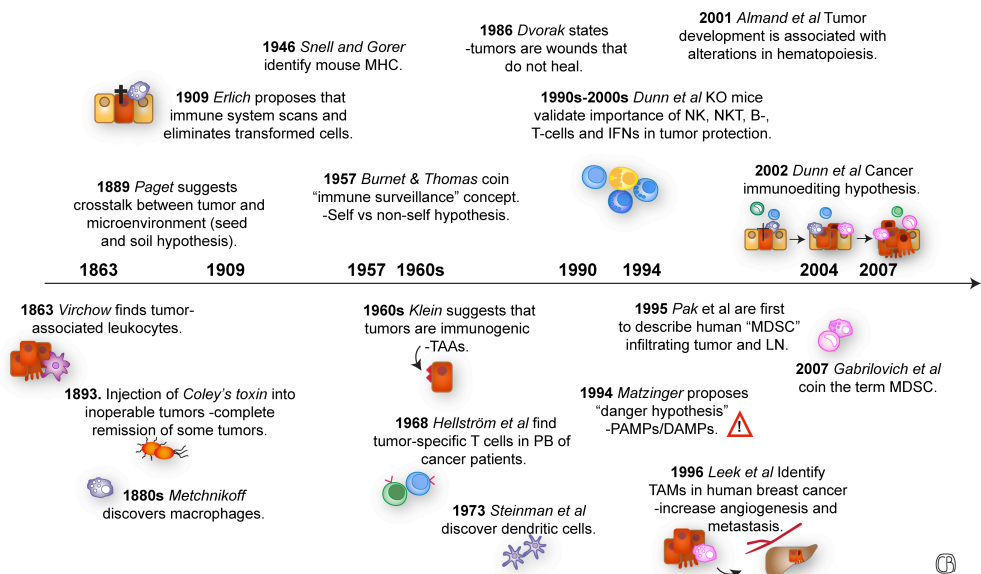 2001 Almand et al Tumor
development is associated with
alterations in hematopoiesis.
1986 Dvorak states
-tumors are wounds that
do not heal.
1946 Snell and Gorer
identify mouse MHC.
1909 Erlich proposes that
immune system scans and
eliminates transformed cells.
1990s-2000s Dunn et al KO mice
validate importance of NK, NKT, B-,
T-cells and IFNs in tumor protection.
1889 Paget suggests
crosstalk between tumor and
microenvironment (seed
and soil hypothesis).
1957 Burnet & Thomas coin
“immune surveillance” concept.
-Self vs non-self hypothesis.
2002 Dunn et al Cancer
immunoediting hypothesis.
1863 1909 1957 1960s 1990 1994 2004 2007
1863 Virchow finds tumor-
associated leukocytes.
1893. Injection of Coley’s toxin into
inoperable tumors -complete
remission of some tumors.
1880s Metchnikoff
discovers macrophages.
1960s Klein suggests that
tumors are immunogenic
-TAAs.
1968 Hellström et al find
tumor-specific T cells in PB of
cancer patients.
1973 Steinman et al
discover dendritic cells.
1995 Pak et al are first
to describe human “MDSC”
infiltrating tumor and LN.
2007 Gabrilovich et al
coin the term MDSC.
1994 Matzinger proposes
“danger hypothesis”
-PAMPs/DAMPs.
!
1996 Leek et al Identify
TAMs in human breast cancer
-increase angiogenesis and
metastasis.
CB